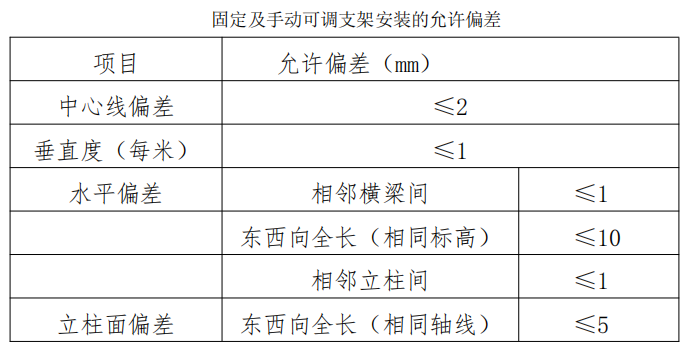 固定及手动可调支架安装的允许偏差
项目 允许偏差（mm）
中心线偏差 ≤2
垂直度（每米） ≤1
水平偏差 相邻横梁间 ≤1
东西向全长（相同标高） ≤10
相邻立柱间 ≤1
立柱面偏差 东西向全长（相同轴线） ≤5